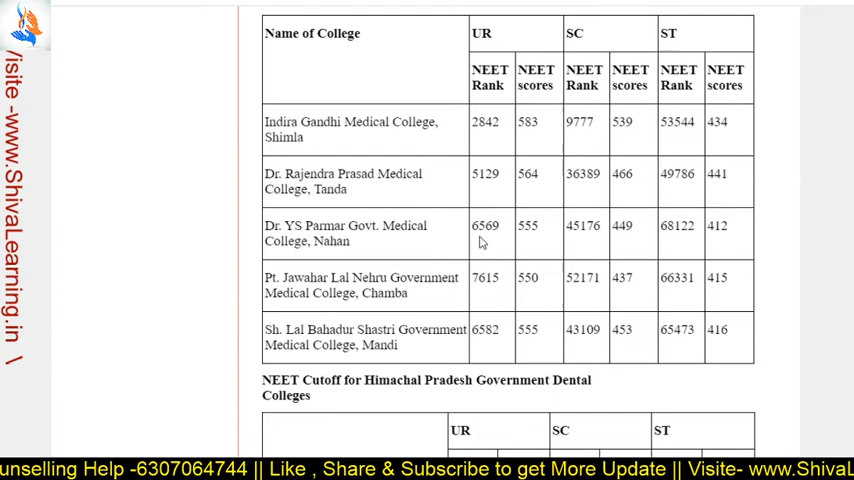 Name of College UR SC ST
NEET Rank NEET scores NEET Rank NEET scores NEET Rank NEET scores
Indira Gandhi Medical College, Shimla 2842 583 9777 539 53544 434
Dr. Rajendra Prasad Medical College, Tanda 5129 564 36389 466 49786 441
Dr. YS Parmar Govt. Medical College, Nahan 6569 555 45176 449 68122 412
Pt. Jawahar Lal Nehru Government Medical College, Chamba 7615 550 52171 437 66331 415
Sh. Lal Bahadur Shastri Government Medical College, Mandi 6582 555 43109 453 65473 416
NEET Cutoff for Himachal Pradesh Government Dental
Colleges
UR SC ST
isite -www.ShivaLearning.in \
unselling Help -6307064744 || Like , Share & Subscribe to get More Update || Visite- www.ShivaL